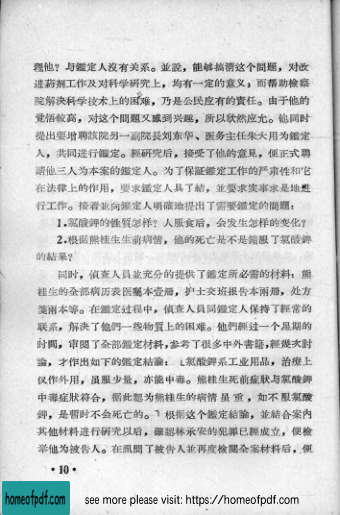 理他？与鑑定人沒有关系。並說，能够搞清这个問題，对改
进葯剂工作及对科学研究上，均有一定的意义；而帮助檢察
院解决科学技术上的困难，乃是公民应有的責任。由于他的
覚悟較高，对这个問題又感到兴趣，所以欣然应允。他同时
提出要增聘該院另一副院長刘东华、医务主任朱大用为鑑定
人，共同进行鑑定。經研究后，接受了他的意見，便正式聘
請他三人为本案的鑑定人。为了保証鑑定工作的严肃性和它
在法律上的作用，要求鑑定人具了結，並要求实事求是地进
行工作。接着並向鑑定人明确地提出了需要鑑定的問題：
1.氯酸鉀的性質怎样？人服食后，会发生怎样的变化？
2.根据熊桂生生前病情，他的死亡是不是錯服了氯酸鉀
的結果？
同时，偵查人員並充分的提供了鑑定所必需的材料：熊
桂生的全部病历表医囑本壹冊，护士交班报告本兩冊，处方
箋兩本等。在鑑定过程中，偵查人員同鑑定人保持了經常的
联系，解决了他們一些物質上的困难。他們經过一个星期的
时間，审閱了全部鑑定材料，参考了很多中外書籍，經幾次討
論，才作出如下的鑑定結論：「氯酸鉀系工业用品，治療上
仅作外用，虽服少量，亦能中毒。熊桂生死前症狀与氯酸鉀
中毒症狀符合，据此認为熊桂生的病情虽重，如不服氯酸
鉀，是暫时不会死亡的。」根据这个鑑定結論，並結合案內
其他材料进行研究以后，確認林承安的犯罪已經成立，便檢
举他为被告人。在訊問了被告人並再度檢閱全案材料后，便
·10·
homeofpdf.com
see more please visit: https://homeofpdf.com